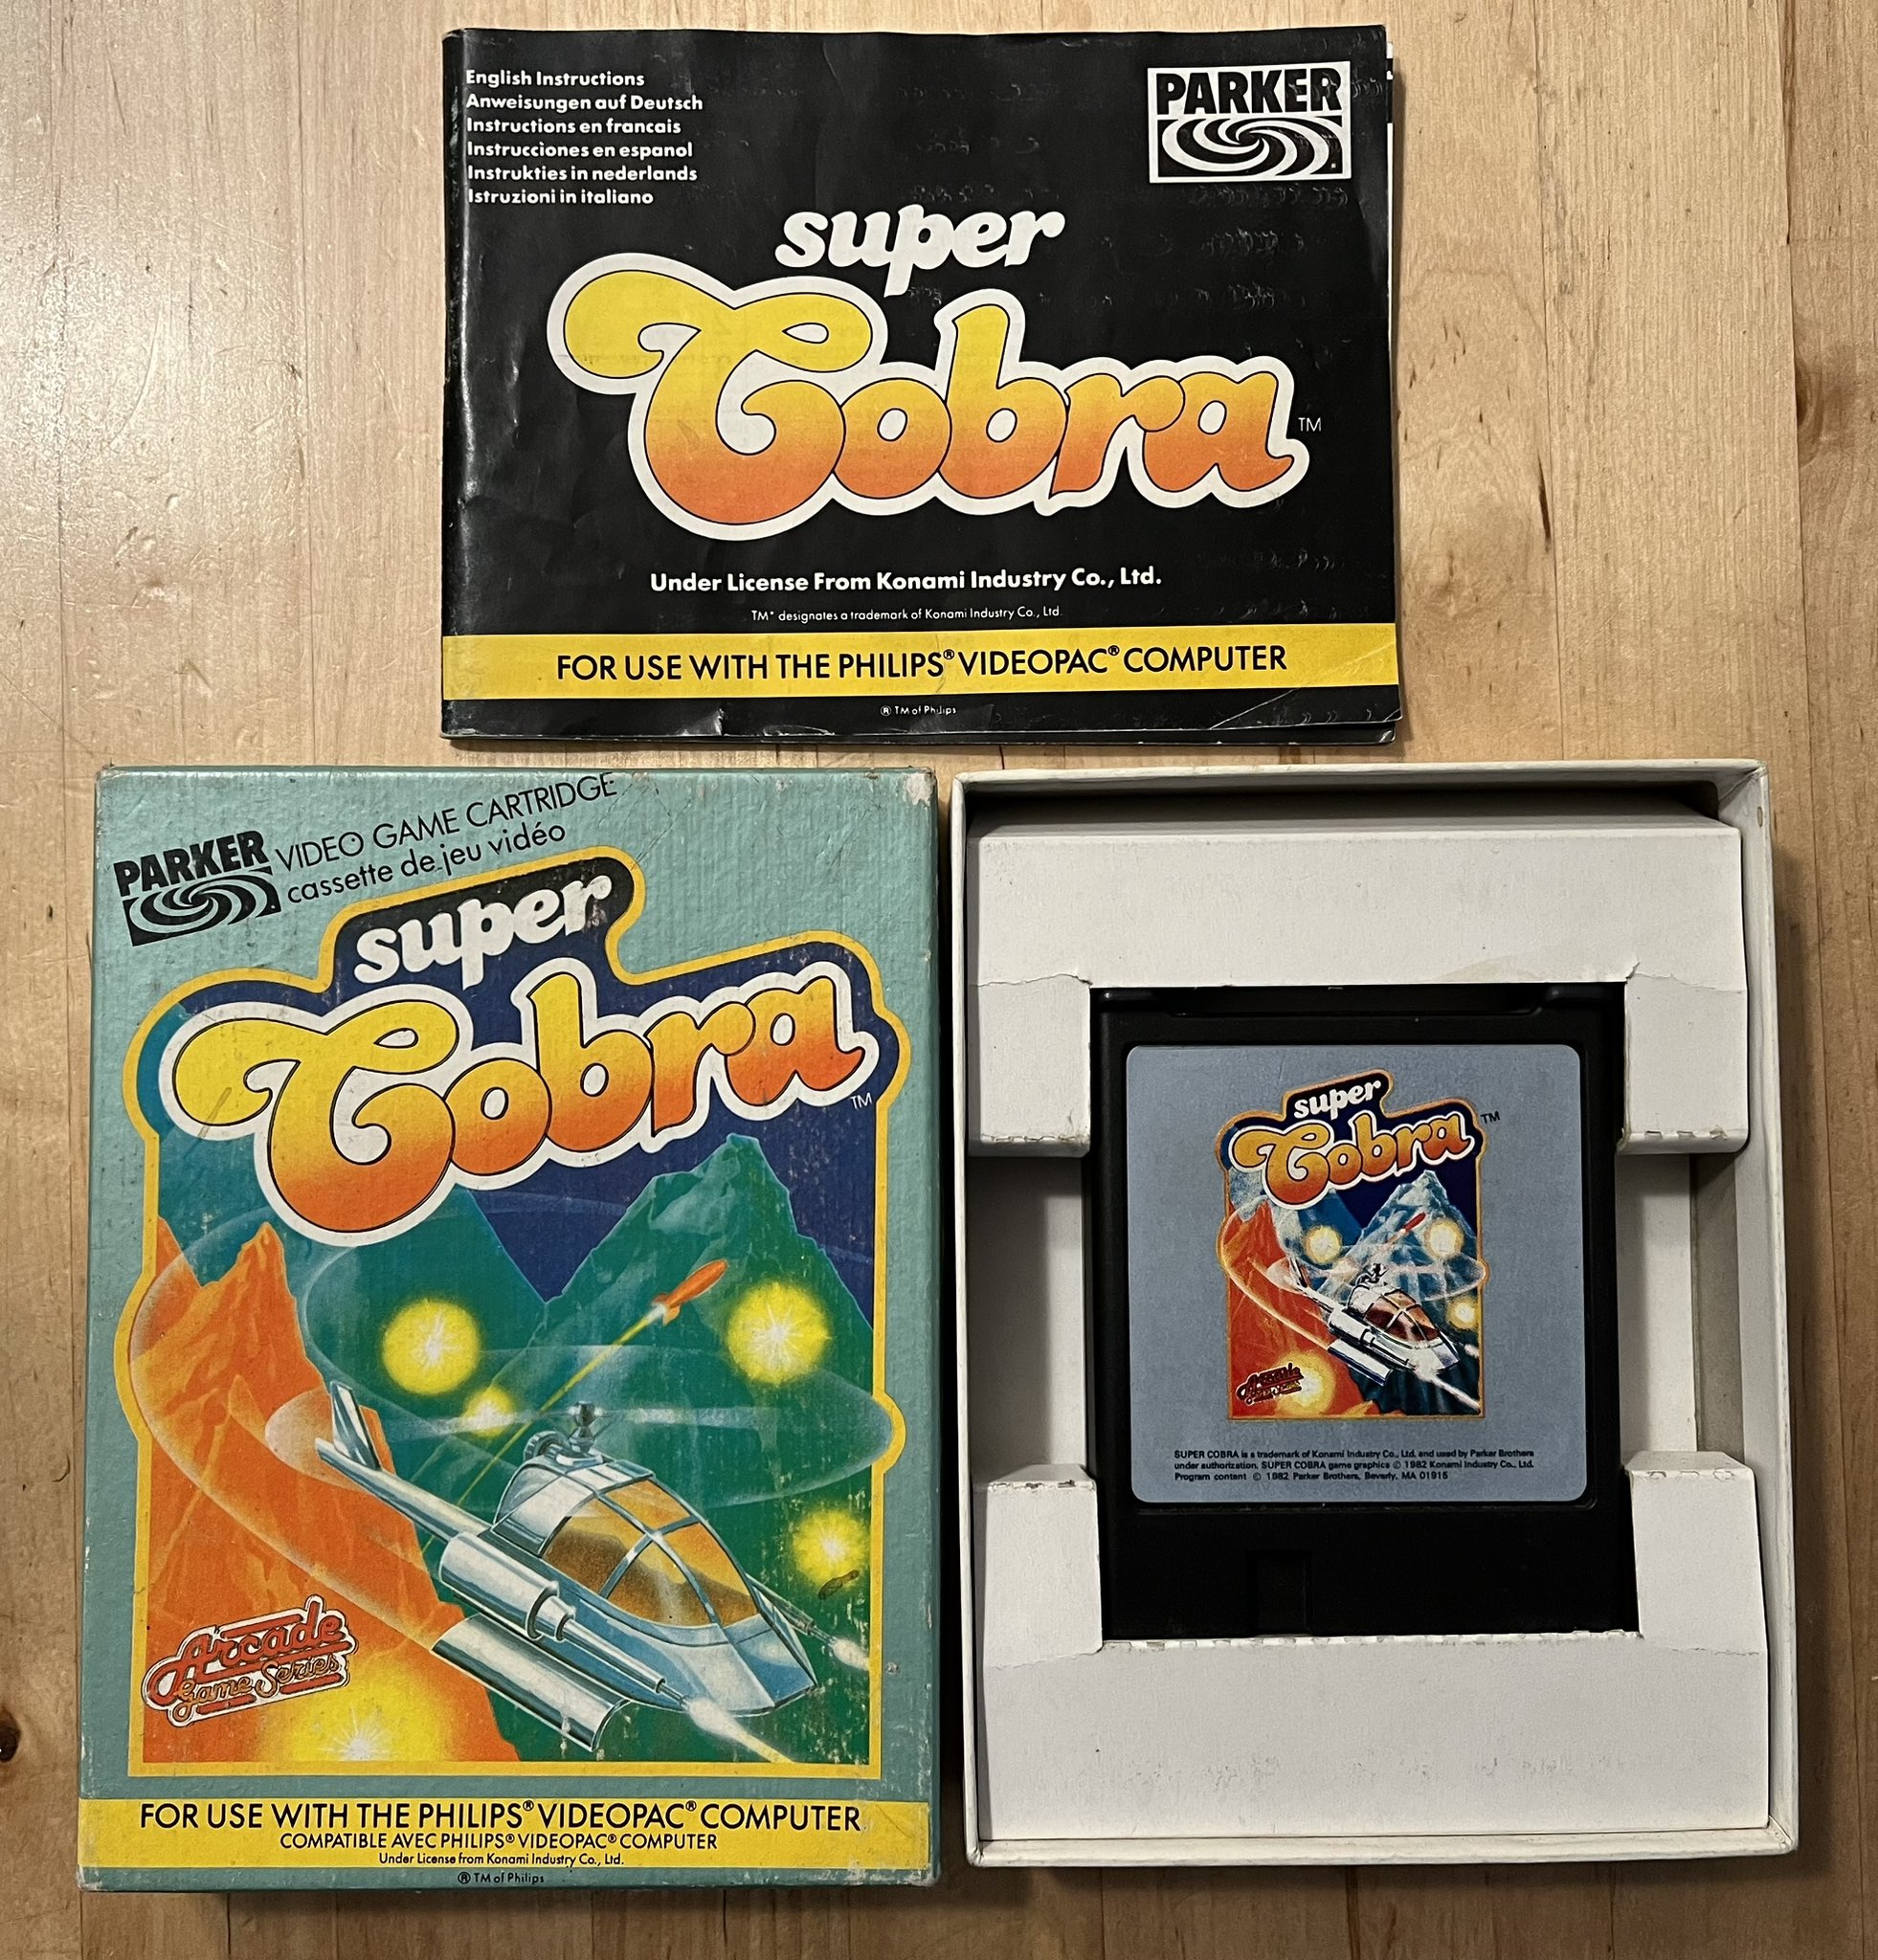 English Instructions
Anweisungen auf Deutsch
Instructions en francais
Instrucciones en espanol
Instrukties in nederlands
Istruzioni in italiano
PARKER
super
Cobra
TM
Under License From Konami Industry Co., Ltd.
TM* designates a trademark of Konami Industry Co., Ltd.
FOR USE WITH THE PHILIPS® VIDEOPAC® COMPUTER
® TM of Philips
PARKER
VIDEO GAME CARTRIDGE
cassette de jeu vidéo
super
Cobra
TM
Arcade
Game Series
FOR USE WITH THE PHILIPS® VIDEOPAC® COMPUTER
COMPATIBLE AVEC PHILIPS® VIDEOPAC® COMPUTER
Under License from Konami Industry Co., Ltd.
® TM of Philips
super
Cobra
TM
Arcade
Game Series
SUPER COBRA is a trademark of Konami Industry Co., Ltd. and used by Parker Brothers
under authorization. SUPER COBRA game graphics © 1982 Konami Industry Co., Ltd.
Program content © 1982 Parker Brothers, Beverly, MA 01915